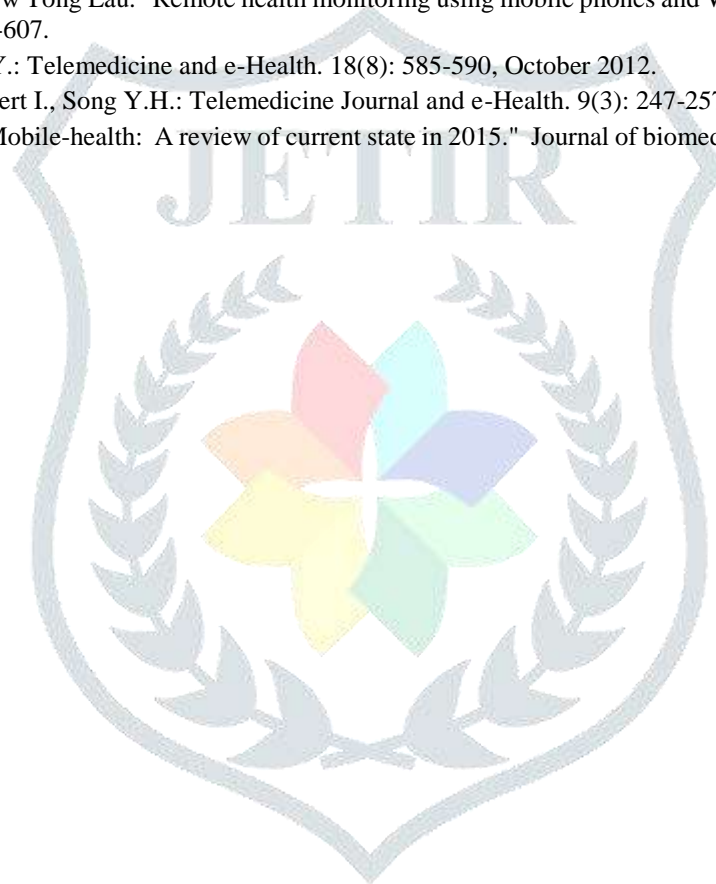 w Tong Lau. "Remote health monitoring using mobile phones and
-607.
Y.: Telemedicine and e-Health. 18(8): 585-590, October 2012.
ert I., Song Y.H.: Telemedicine Journal and e-Health. 9(3): 247-257
Mobile-health: A review of current state in 2015." Journal of biomed
JETIR